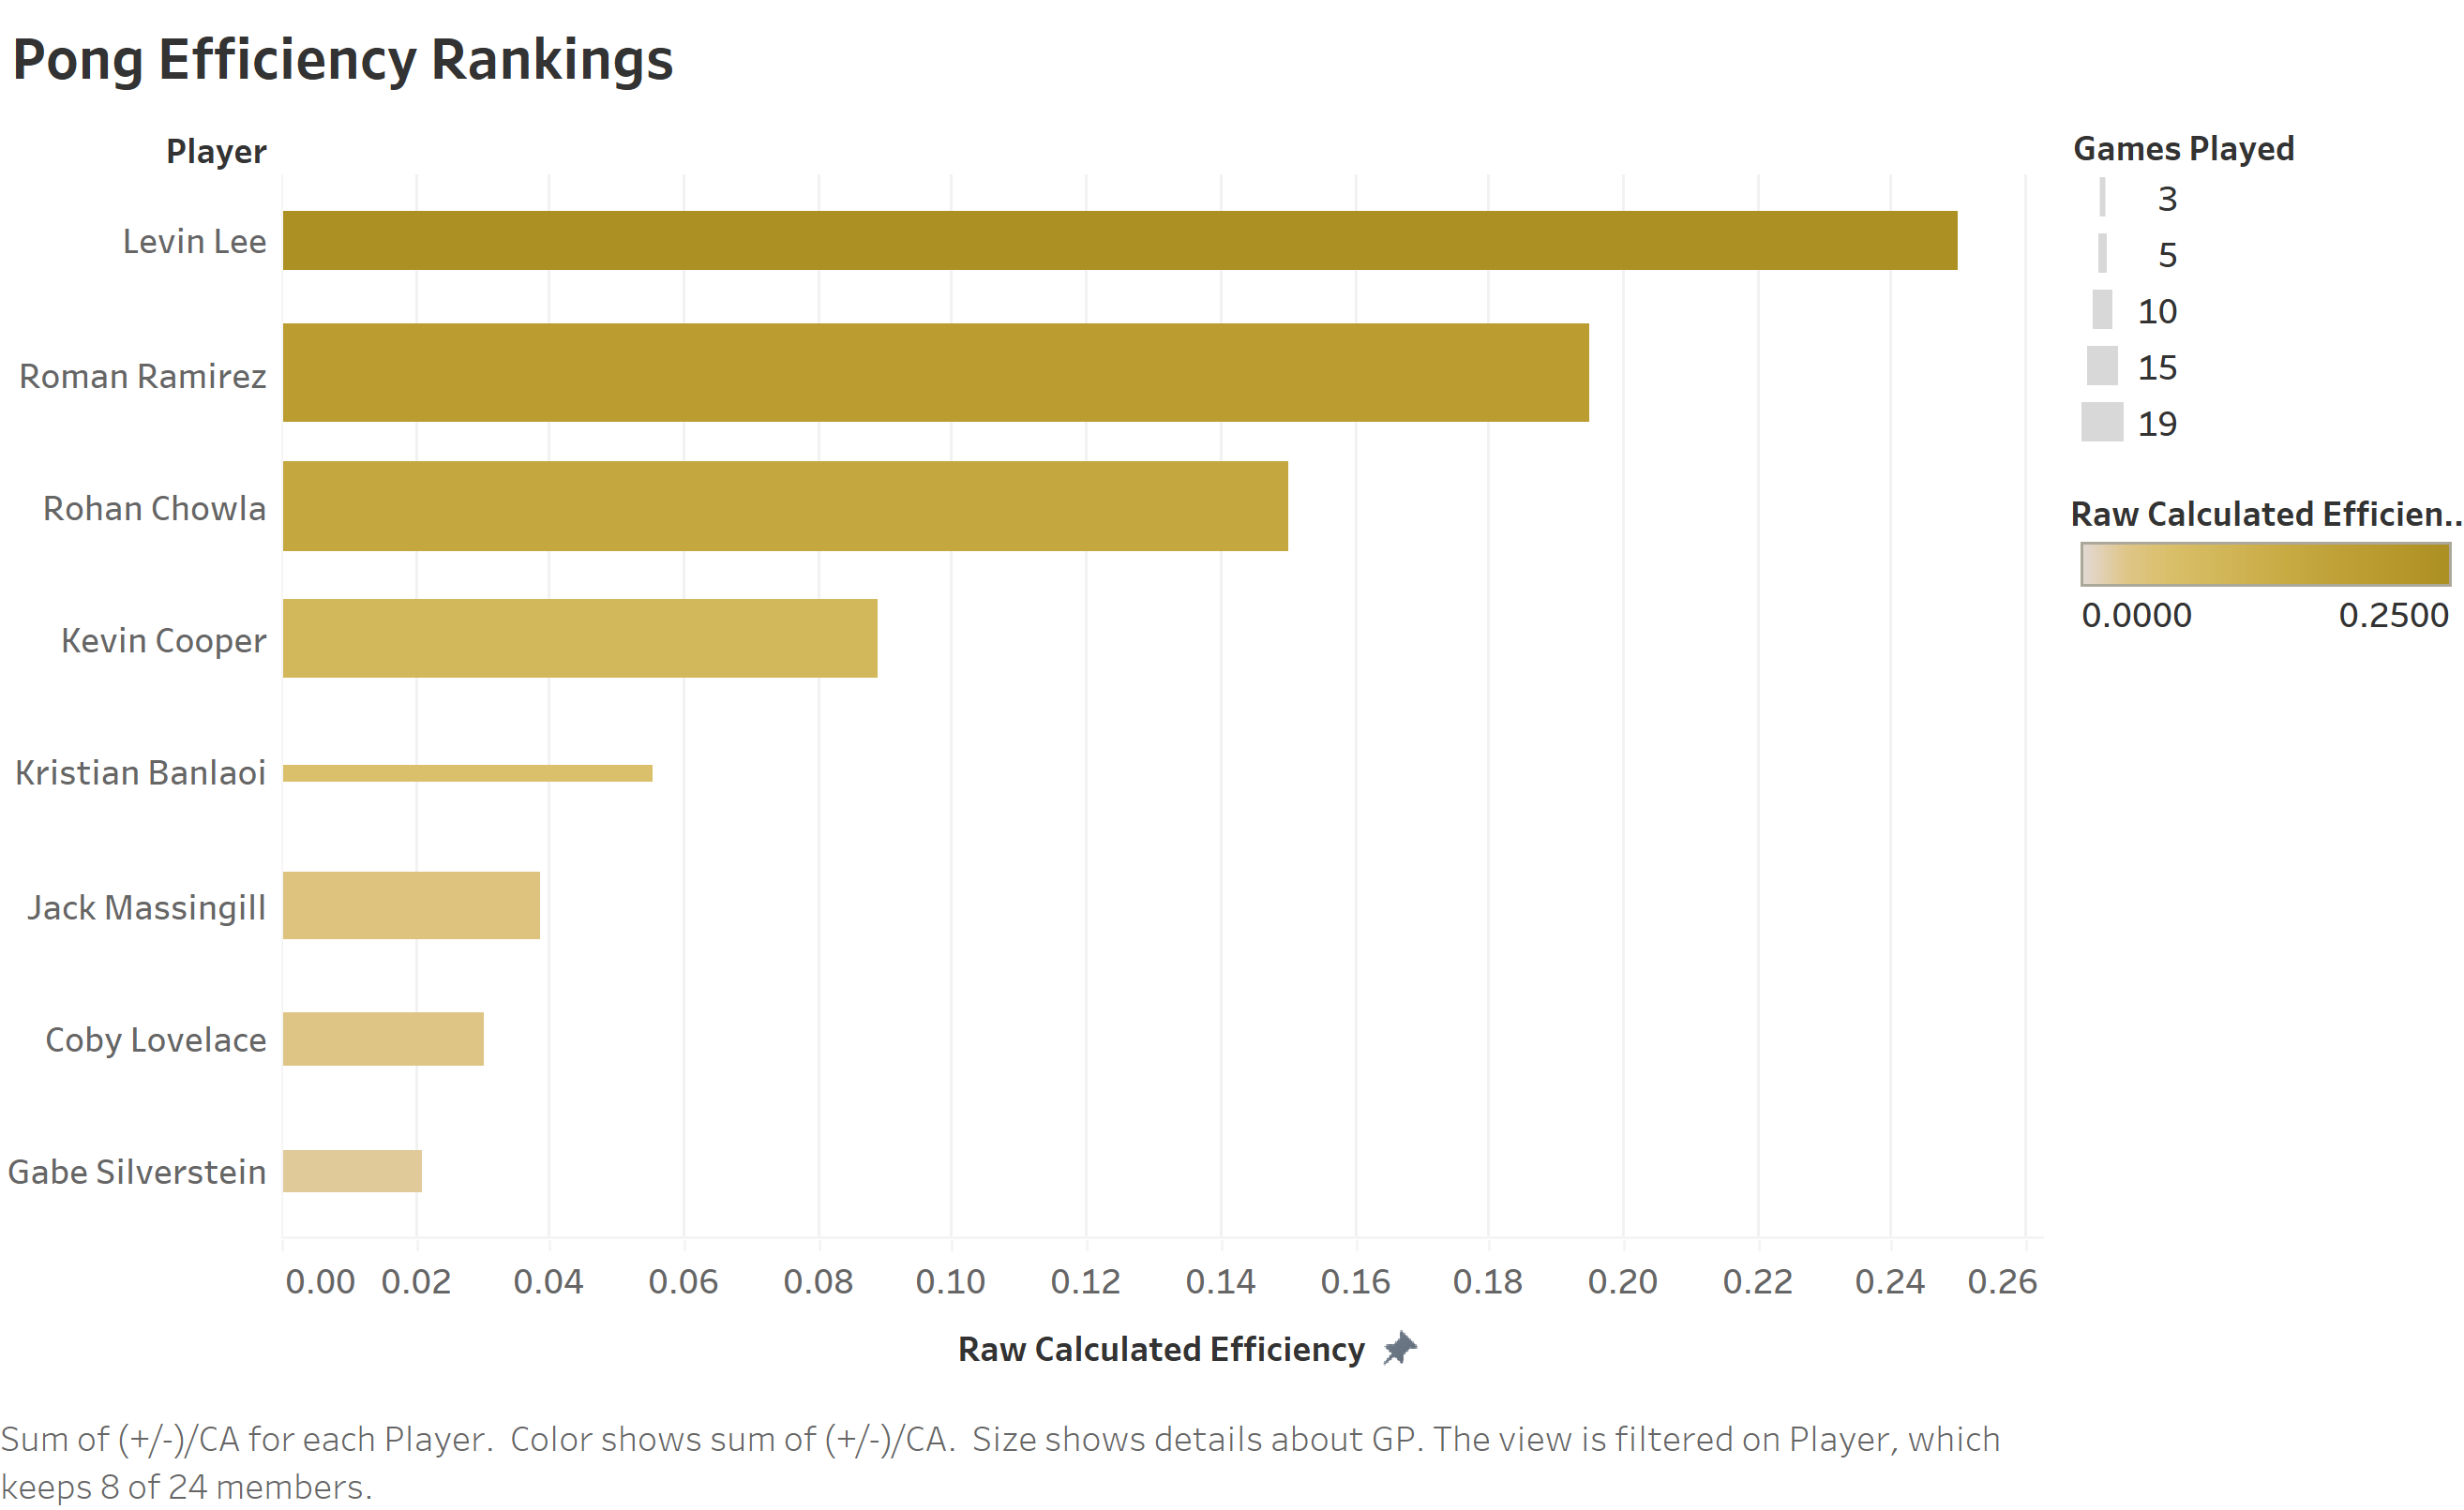 Pong Efficiency Rankings
Player
Levin Lee
Roman Ramirez
Rohan Chowla
Kevin Cooper
Kristian Banlaoi
Jack Massingill
Coby Lovelace
Gabe Silverstein
0.00 0.02 0.04 0.06 0.08 0.10 0.12 0.14 0.16 0.18 0.20 0.22 0.24 0.26
Raw Calculated Efficiency
Games Played
3
5
10
15
19
Raw Calculated Efficien..
0.0000 0.2500
Sum of (+/-)/CA for each Player.  Color shows sum of (+/-)/CA.  Size shows details about GP. The view is filtered on Player, which
keeps 8 of 24 members.